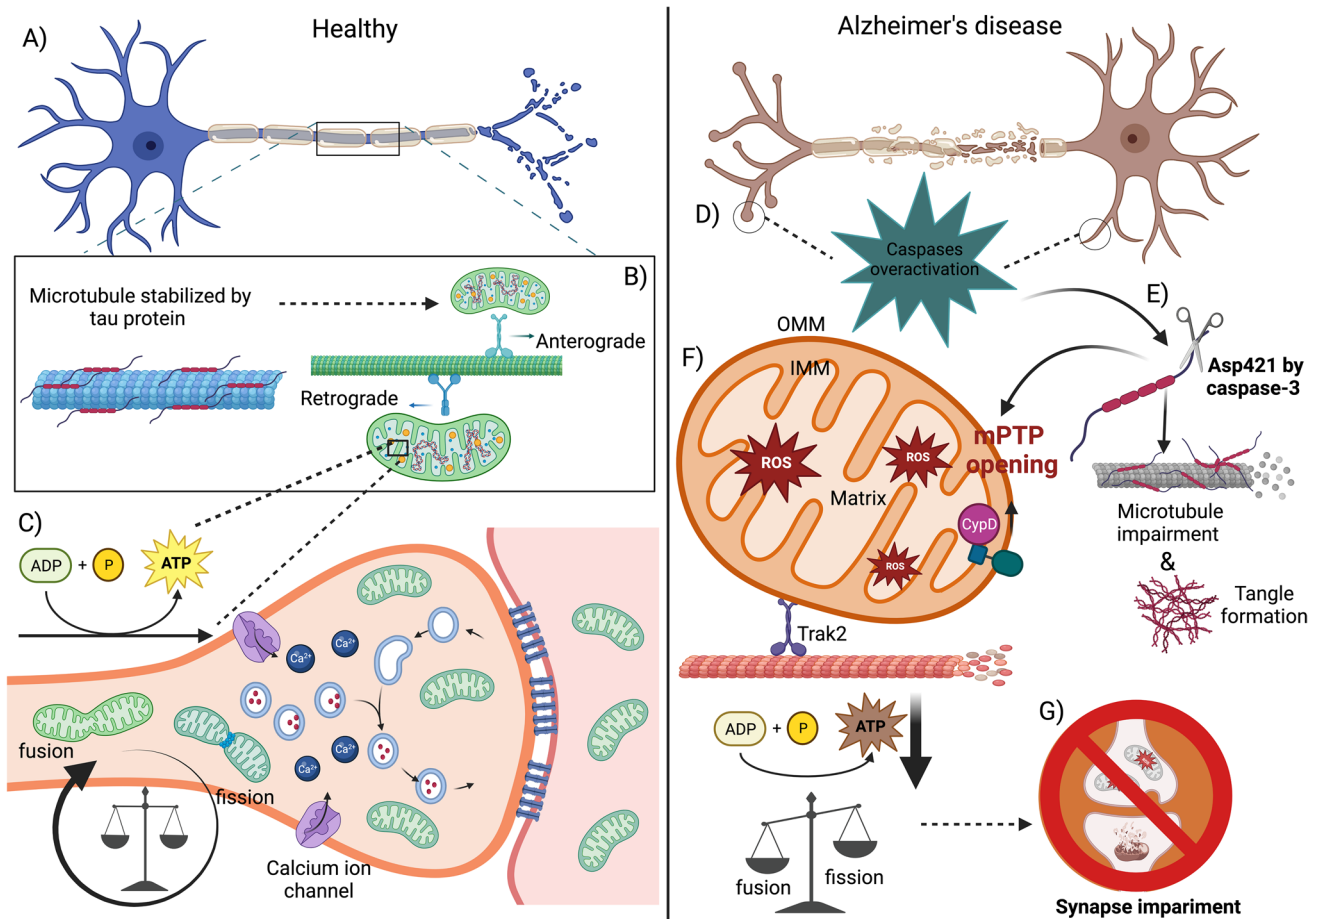 Healthy
A)
B)
Microtubule stabilized by
tau protein
Anterograde
Retrograde
C)
ADP
+
P
ATP
Ca²⁺
Ca²⁺
Ca²⁺
Ca²⁺
fusion
fission
Calcium ion
channel
Alzheimer's disease
D)
Caspases
overactivation
E)
Asp421 by
caspase-3
Microtubule
impairment
&
Tangle
formation
F)
OMM
IMM
ROS
ROS
mPTP
opening
Matrix
CypD
ROS
Trak2
ADP
+
P
ATP
fusion
fission
G)
Synapse impariment